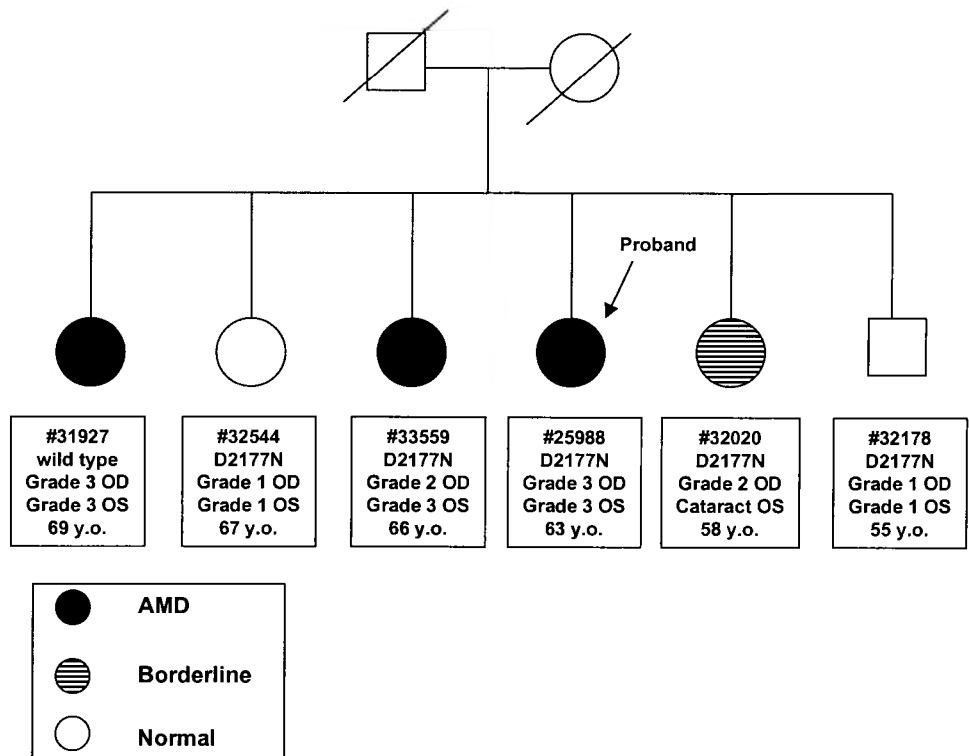 Proband
#31927
wild type
Grade 3 OD
Grade 3 OS
69 y.o.
#32544
D2177N
Grade 1 OD
Grade 1 OS
67 y.o.
#33559
D2177N
Grade 2 OD
Grade 3 OS
66 y.o.
#25988
D2177N
Grade 3 OD
Grade 3 OS
63 y.o.
#32020
D2177N
Grade 2 OD
Cataract OS
58 y.o.
#32178
D2177N
Grade 1 OD
Grade 1 OS
55 y.o.
AMD
Borderline
Normal